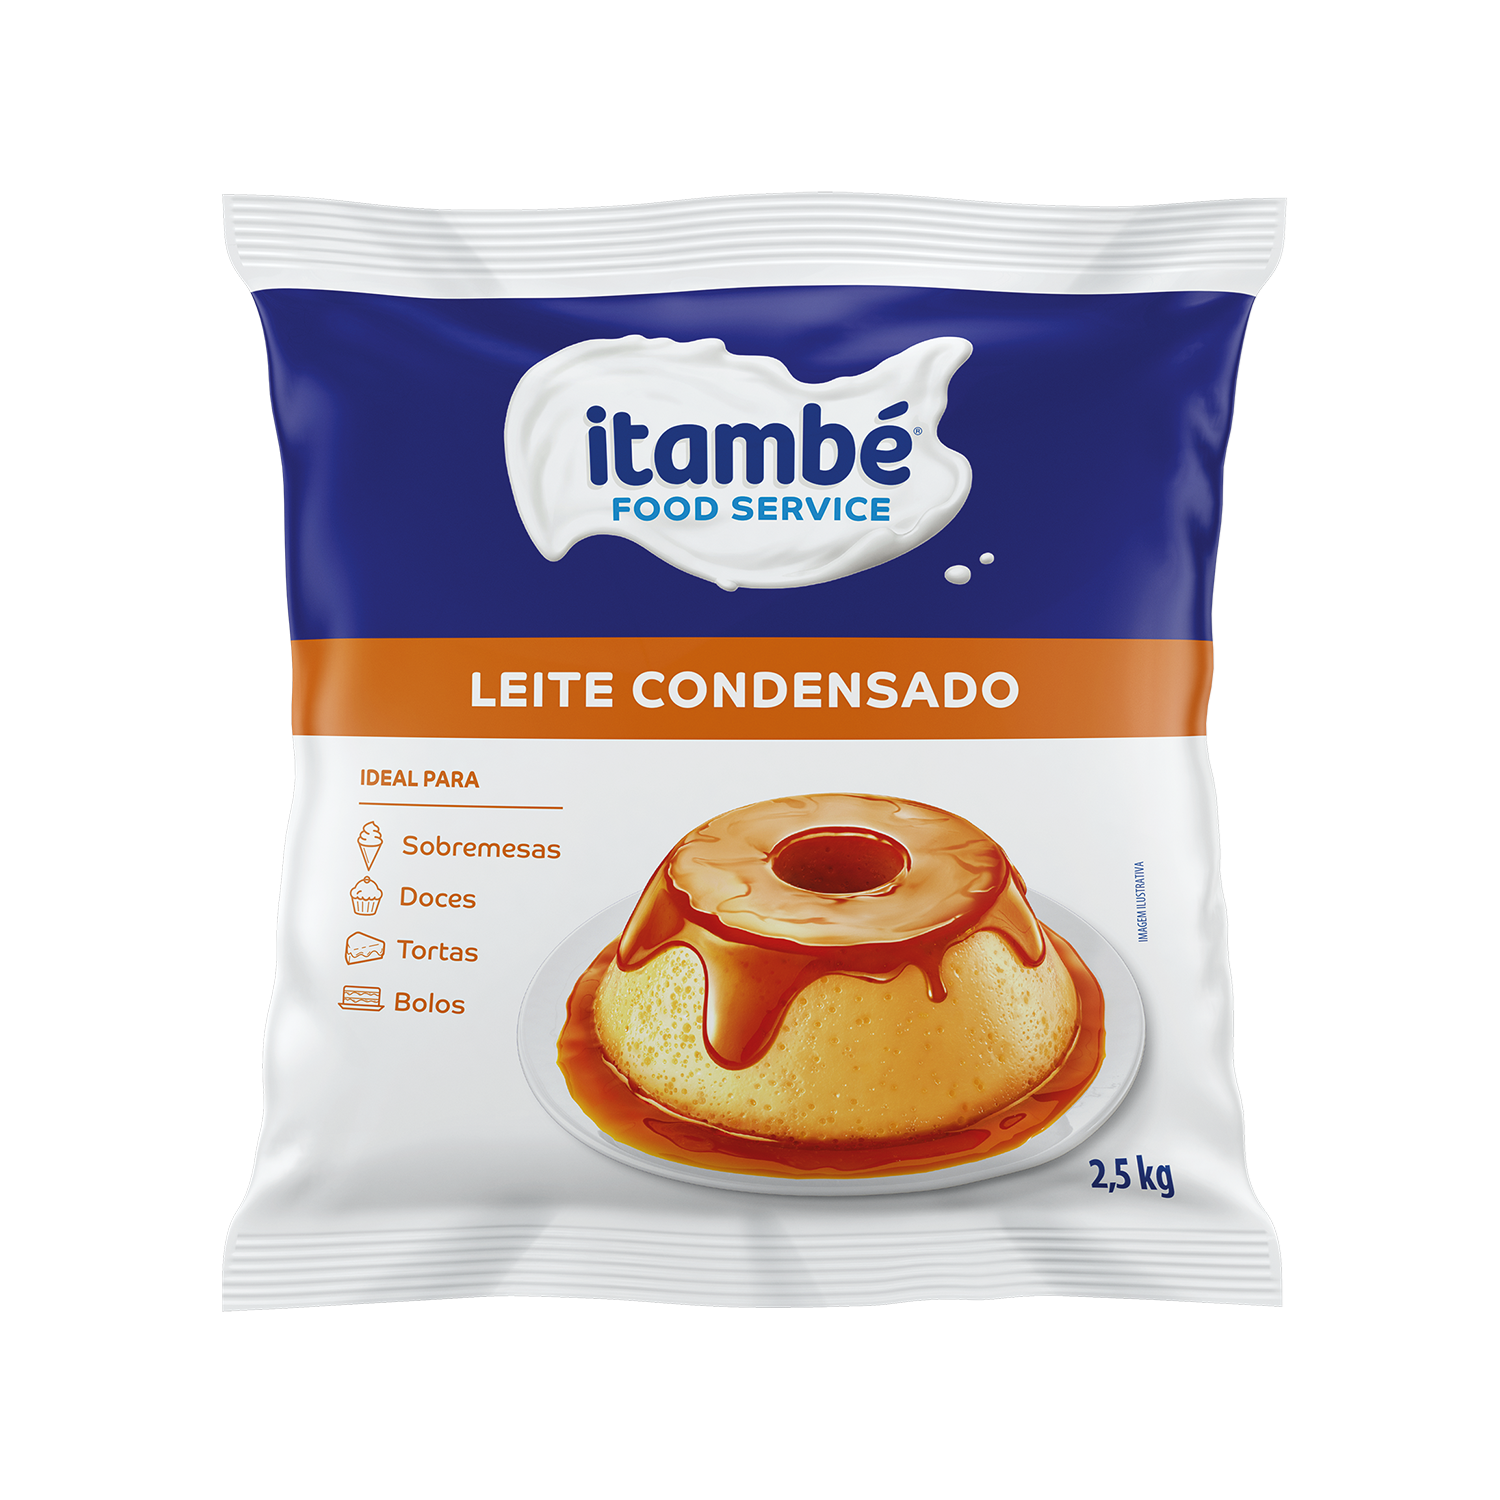 itambé®
FOOD SERVICE
LEITE CONDENSADO
IDEAL PARA
Sobremesas
Doces
Tortas
Bolos
IMAGEM ILUSTRATIVA
2,5 kg